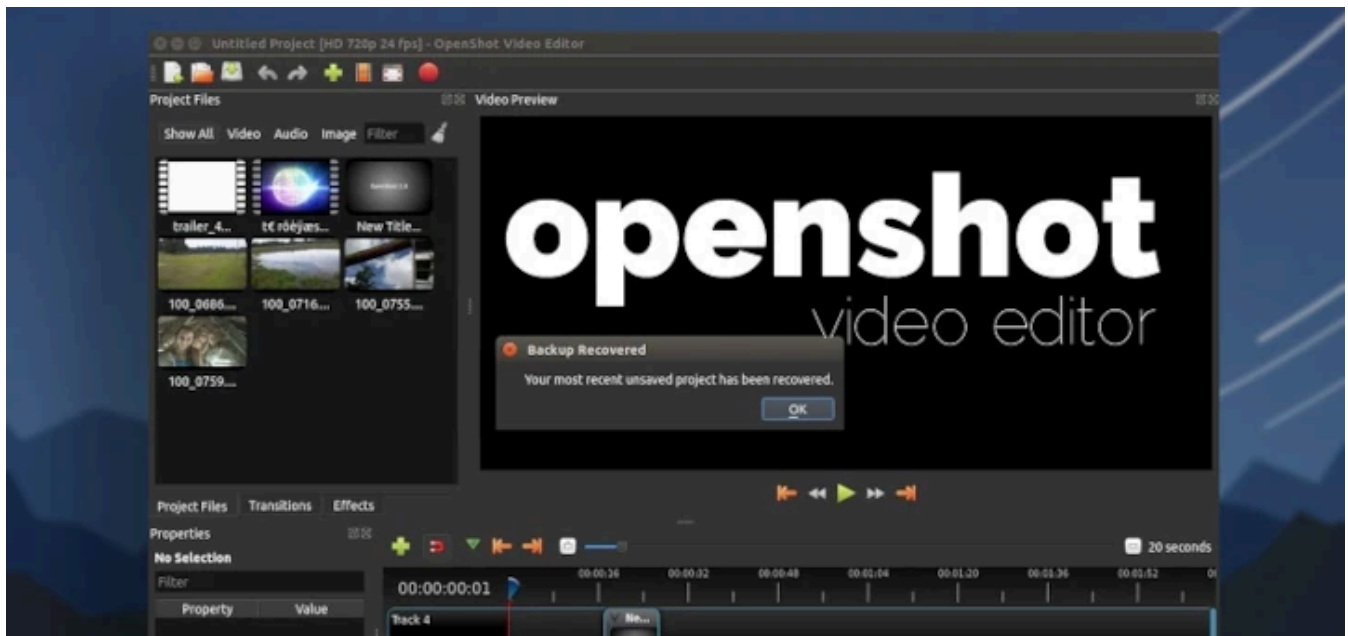 Untitled Project [HD 720p 24 fps] - OpenShot Video Editor
Project Files
Video Preview
Show All Video Audio Image Filter
OpenShot 2.0
trailer_4...
New Title...
100_0686....
100_0716....
100_0755....
100_0759....
openshot
video editor
Backup Recovered
Your most recent unsaved project has been recovered.
OK
Project Files Transitions Effects
Properties
No Selection
Filter
Property Value
20 seconds
00:00:00:01
00:00:16 00:00:32 00:00:48 00:01:04 00:01:20 00:01:36 00:01:52
Track 4
Ne...